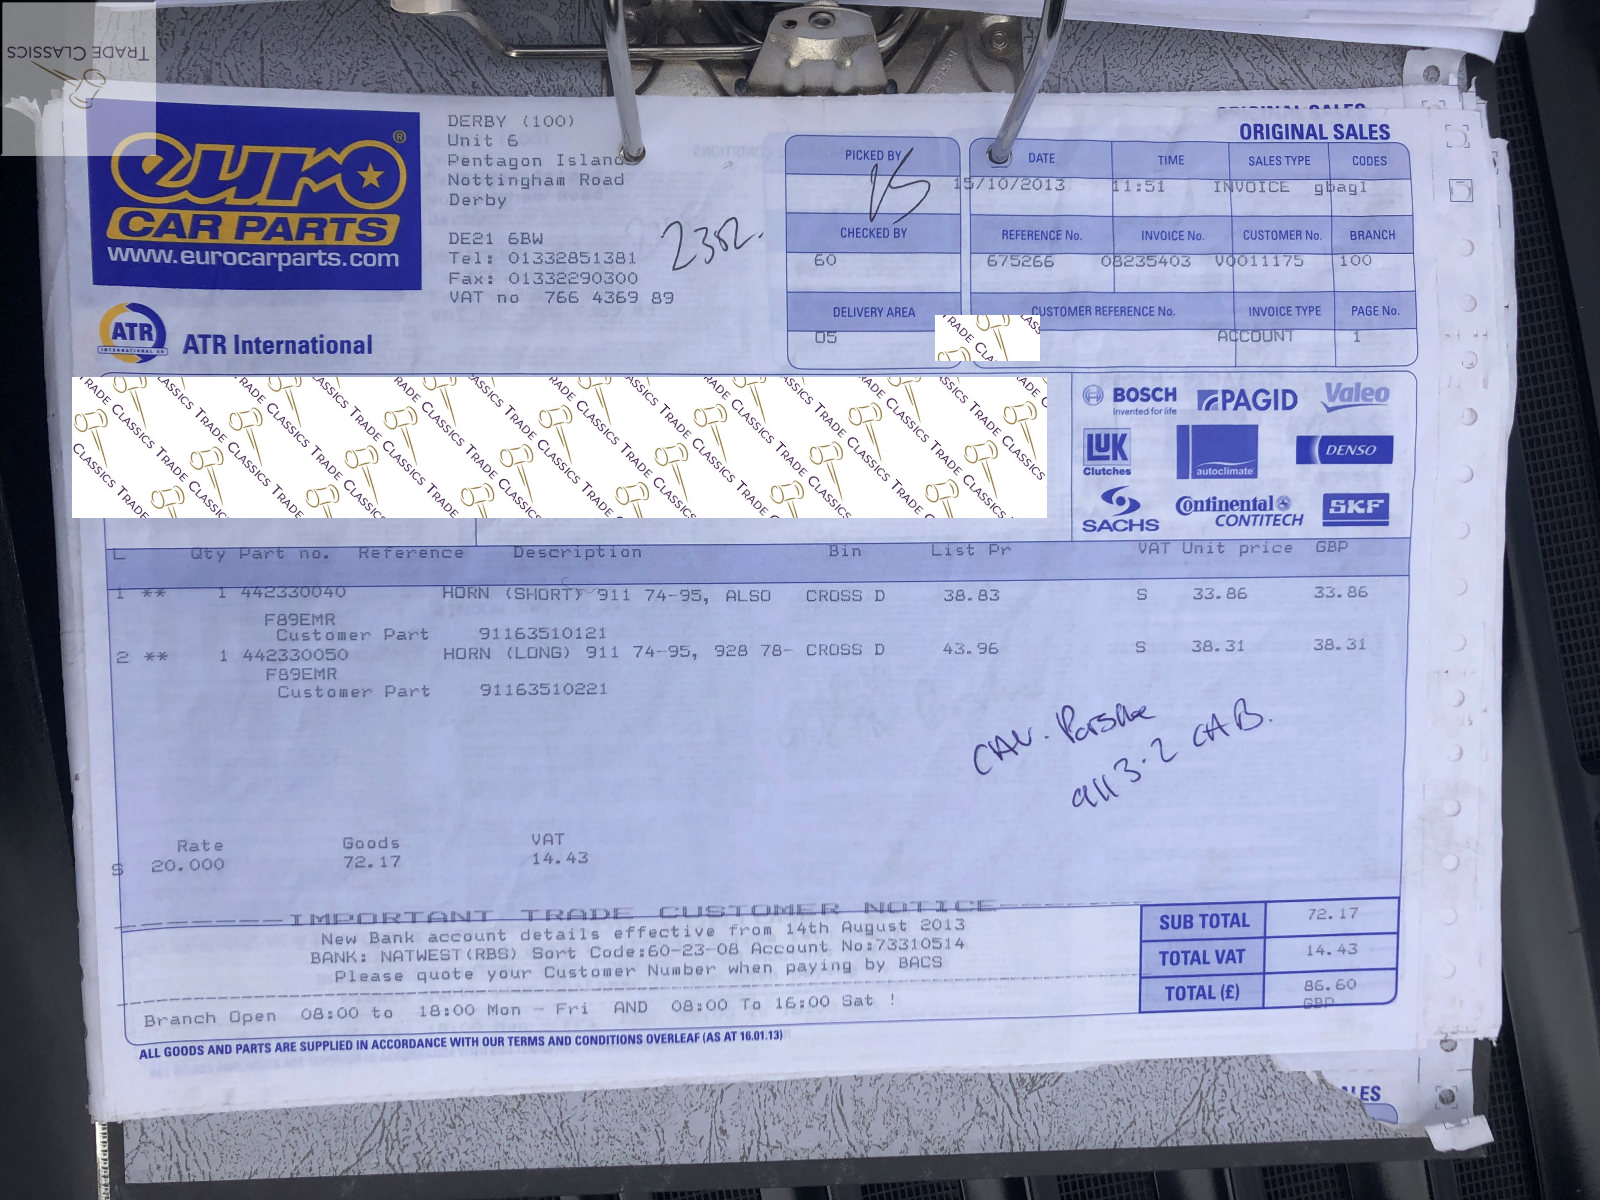 TRADE CLASSICS
euro
CAR PARTS
www.eurocarparts.com
ATR
INTERNATIONAL
ATR International
DERBY (100)
Unit 6
Pentagon Island
Nottingham Road
Derby
DE21 6BW
Tel: 01332851381
Fax: 01332290300
VAT no 766 4369 89
2302.
ORIGINAL SALES
ORIGINAL SALES
PICKED BY
CHECKED BY
60
DELIVERY AREA
05
DATE TIME SALES TYPE CODES
15/10/2013 11:51 INVOICE gbag1
REFERENCE No. INVOICE No. CUSTOMER No. BRANCH
675266 08235403 V0011175 100
CUSTOMER REFERENCE No. INVOICE TYPE PAGE No.
ACCOUNT 1
TRADE CLASSICS
BOSCH
Invented for life
PAGID
Valeo
LUK
Clutches
autoclimate
DENSO
SACHS
Continental
CONTITECH
SKF
L Qty Part no. Reference Description Bin List Pr VAT Unit price GBP
1 ** 1 442330040 HORN (SHORT) 911 74-95, ALSO CROSS D 38.83 S 33.86 33.86
F89EMR
Customer Part 91163510121
2 ** 1 442330050 HORN (LONG) 911 74-95, 928 78- CROSS D 43.96 S 38.31 38.31
F89EMR
Customer Part 91163510221
Porsche
911 3.2 CAB.
Rate Goods VAT
S 20.000 72.17 14.43
IMPORTANT TRADE CUSTOMER NOTICE
New Bank account details effective from 14th August 2013
BANK: NATWEST(RBS) Sort Code:60-23-08 Account No:73310514
Please quote your Customer Number when paying by BACS
Branch Open 08:00 to 18:00 Mon - Fri AND 08:00 To 16:00 Sat !
SUB TOTAL 72.17
TOTAL VAT 14.43
TOTAL (£) 86.60
GBP
ALL GOODS AND PARTS ARE SUPPLIED IN ACCORDANCE WITH OUR TERMS AND CONDITIONS OVERLEAF (AS AT 16.01.13)
ALES